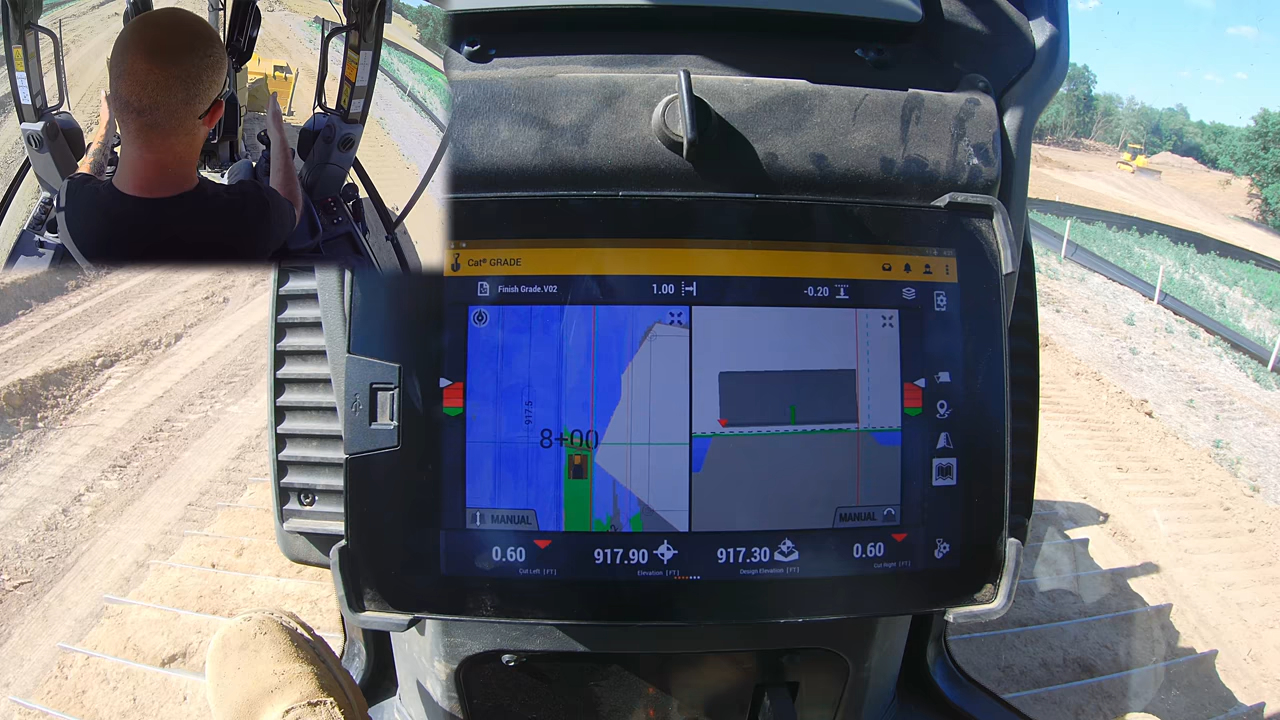 Cat® GRADE
Finish Grade.V02
1.00
-0.20
917.5
8+00
MANUAL
MANUAL
0.60
917.90
917.30
0.60
Cut Left [FT]
Elevation [FT]
Design Elevation [FT]
Cut Right [FT]